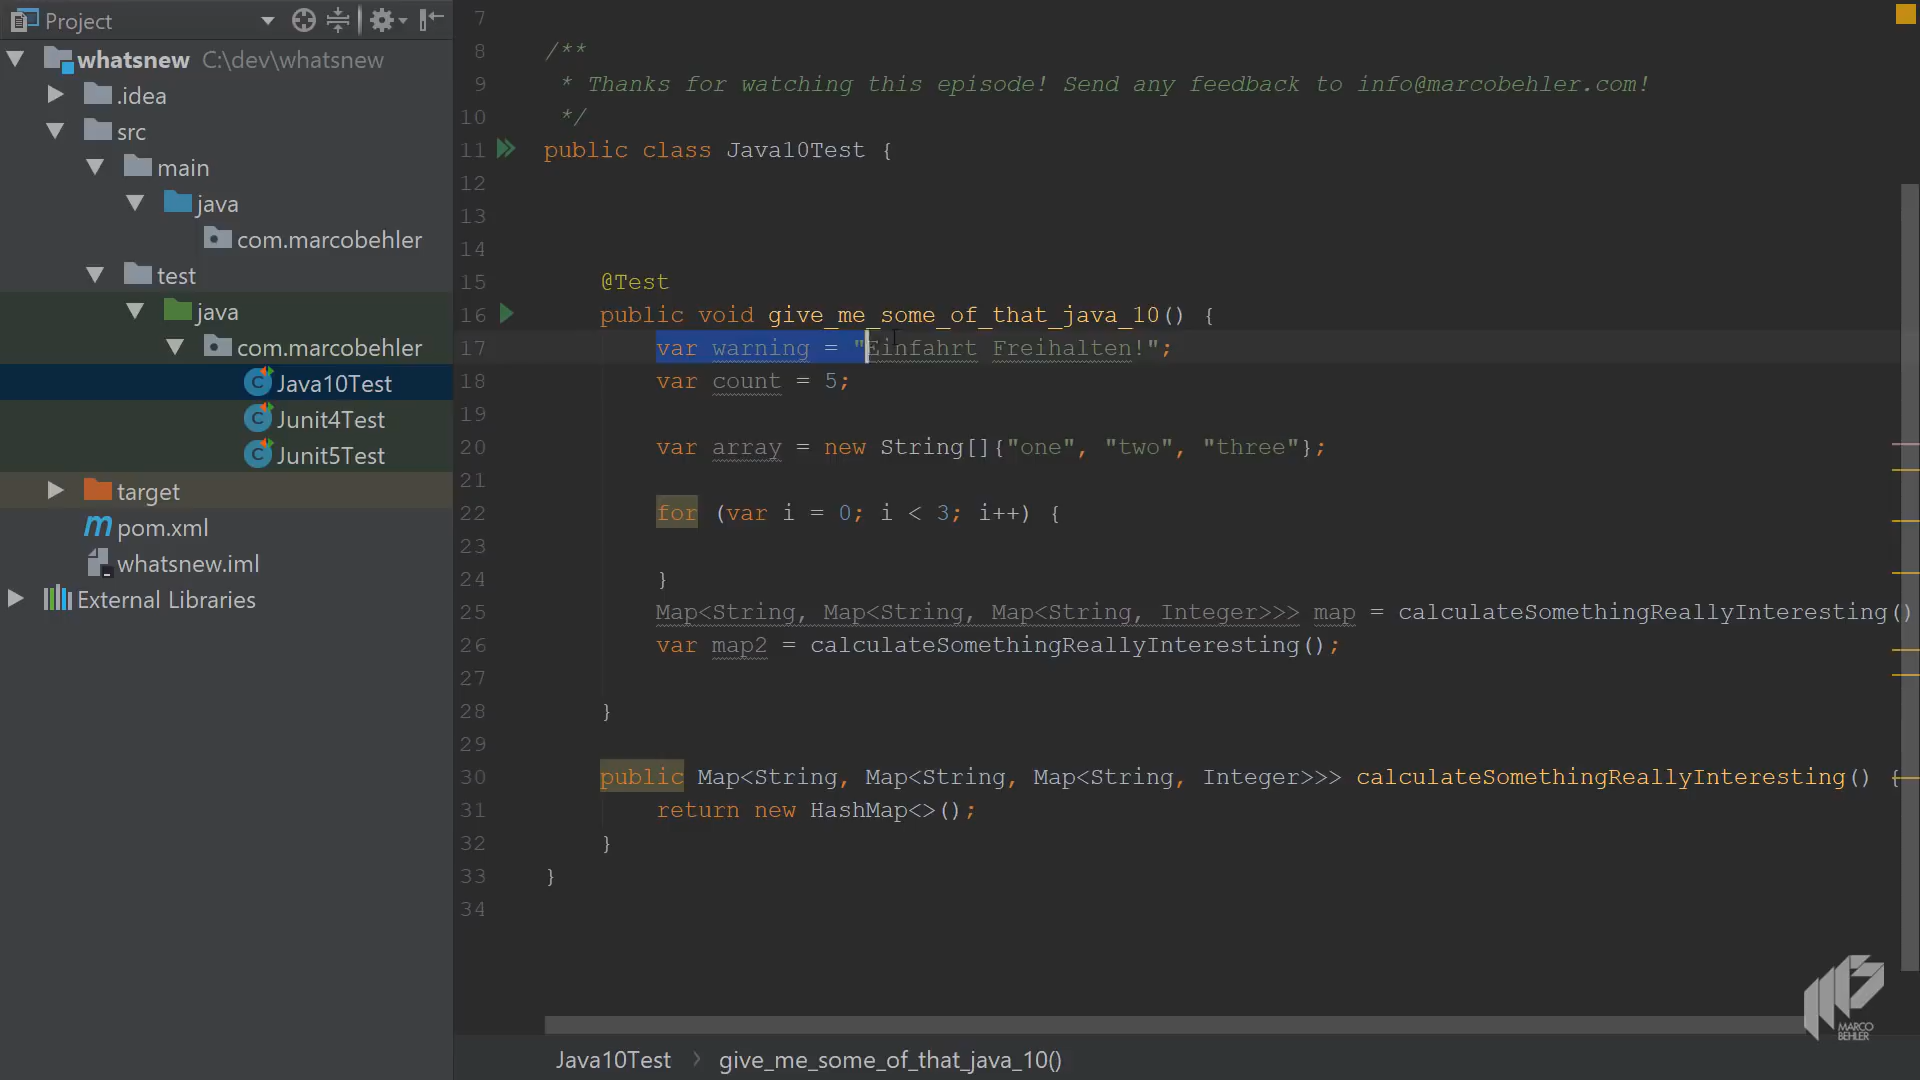 Project
whatsnew C:\dev\whatsnew
.idea
src
main
java
com.marcobehler
test
java
com.marcobehler
Java10Test
Junit4Test
Junit5Test
target
pom.xml
whatsnew.iml
External Libraries
7
8 /**
9 * Thanks for watching this episode! Send any feedback to info@marcobehler.com!
10 */
11 public class Java10Test {
12
13
14
15 @Test
16 public void give_me_some_of_that_java_10() {
17 var warning = "Einfahrt Freihalten!";
18 var count = 5;
19
20 var array = new String[]{"one", "two", "three"};
21
22 for (var i = 0; i < 3; i++) {
23
24 }
25 Map<String, Map<String, Map<String, Integer>>> map = calculateSomethingReallyInteresting()
26 var map2 = calculateSomethingReallyInteresting();
27
28 }
29
30 public Map<String, Map<String, Map<String, Integer>>> calculateSomethingReallyInteresting() {
31 return new HashMap<>();
32 }
33 }
34
MARCO
BEHLER
Java10Test give_me_some_of_that_java_10()